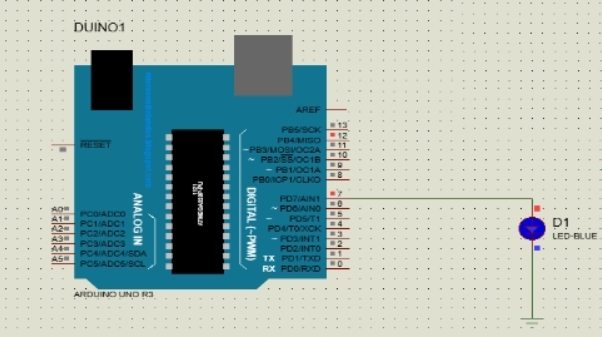 DUINO1
AREF
RESET
PB5/SCK 13
PB4/MISO 12
~PB3/MOSI/OC2A 11
~ PB2/SS/OC1B 10
~ PB1/OC1A 9
PB0/ICP1/CLKO 8
PD7/AIN1 7
~ PD6/AIN0 6
~ PD5/T1 5
PD4/T0/XCK 4
~ PD3/INT1 3
PD2/INT0 2
TX PD1/TXD 1
RX PD0/RXD 0
A0 PC0/ADC0
A1 PC1/ADC1
A2 PC2/ADC2
A3 PC3/ADC3
A4 PC4/ADC4/SDA
A5 PC5/ADC5/SCL
ANALOG IN
DIGITAL (~PWM)
D1
LED-BLUE
ARDUINO UNO R3